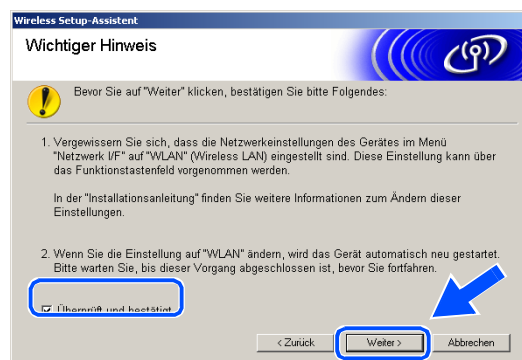 Wireless Setup-Assistent
Wichtiger Hinweis
Bevor Sie auf "Weiter" klicken, bestätigen Sie bitte Folgendes:
1. Vergewissern Sie sich, dass die Netzwerkeinstellungen des Gerätes im Menü
"Netzwerk I/F" auf "WLAN" (Wireless LAN) eingestellt sind. Diese Einstellung kann über
das Funktionstastenfeld vorgenommen werden.
In der "Installationsanleitung" finden Sie weitere Informationen zum Ändern dieser
Einstellungen.
2. Wenn Sie die Einstellung auf "WLAN" ändern, wird das Gerät automatisch neu gestartet.
Bitte warten Sie, bis dieser Vorgang abgeschlossen ist, bevor Sie fortfahren.
Überprüft und bestätigt
< Zurück
Weiter >
Abbrechen